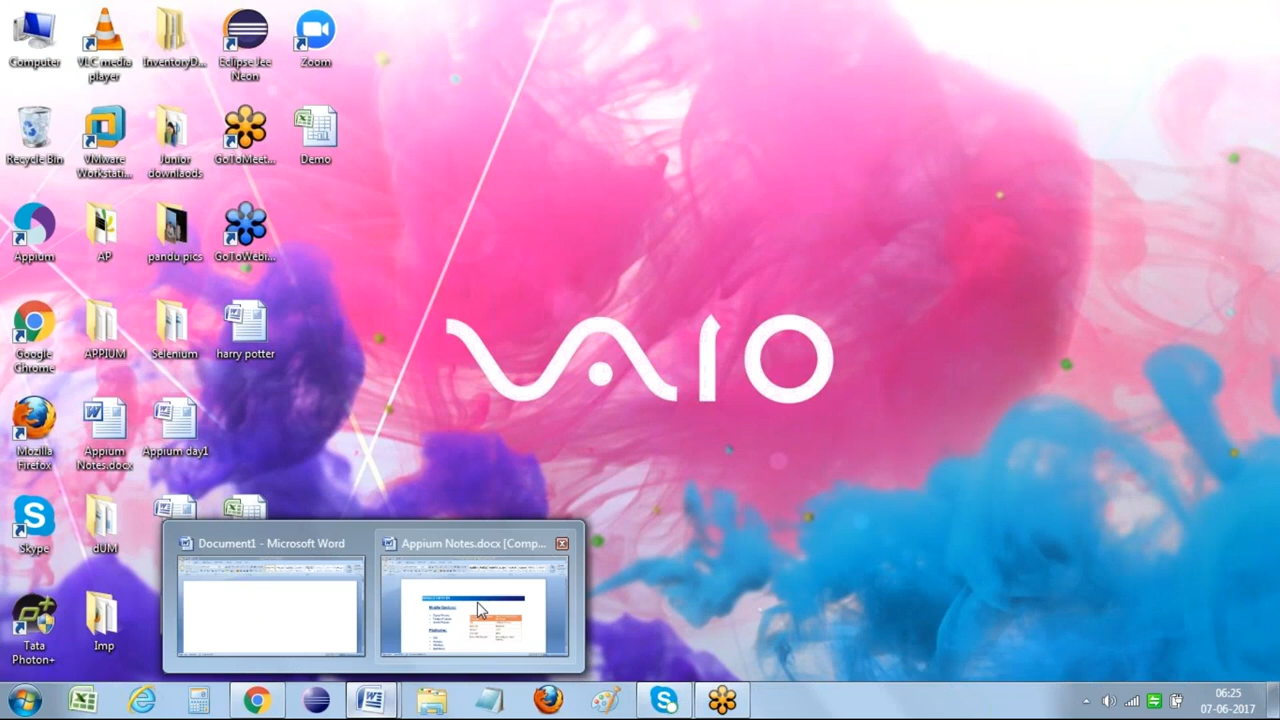 Computer
VLC media
player
InventoryD...
Eclipse Jee
Neon
Zoom
Recycle Bin
VMware
Workstati...
Junior
downlaods
GoToMeet...
Demo
Appium
AP
pandu pics
GoToWebi...
Google
Chrome
APPIUM
Selenium
harry potter
Mozilla
Firefox
Appium
Notes.docx
Appium day1
Skype
dUM
Tata
Photon+
Imp
VAIO
Document1 - Microsoft Word
Appium Notes.docx [Comp...
06:25
07-06-2017